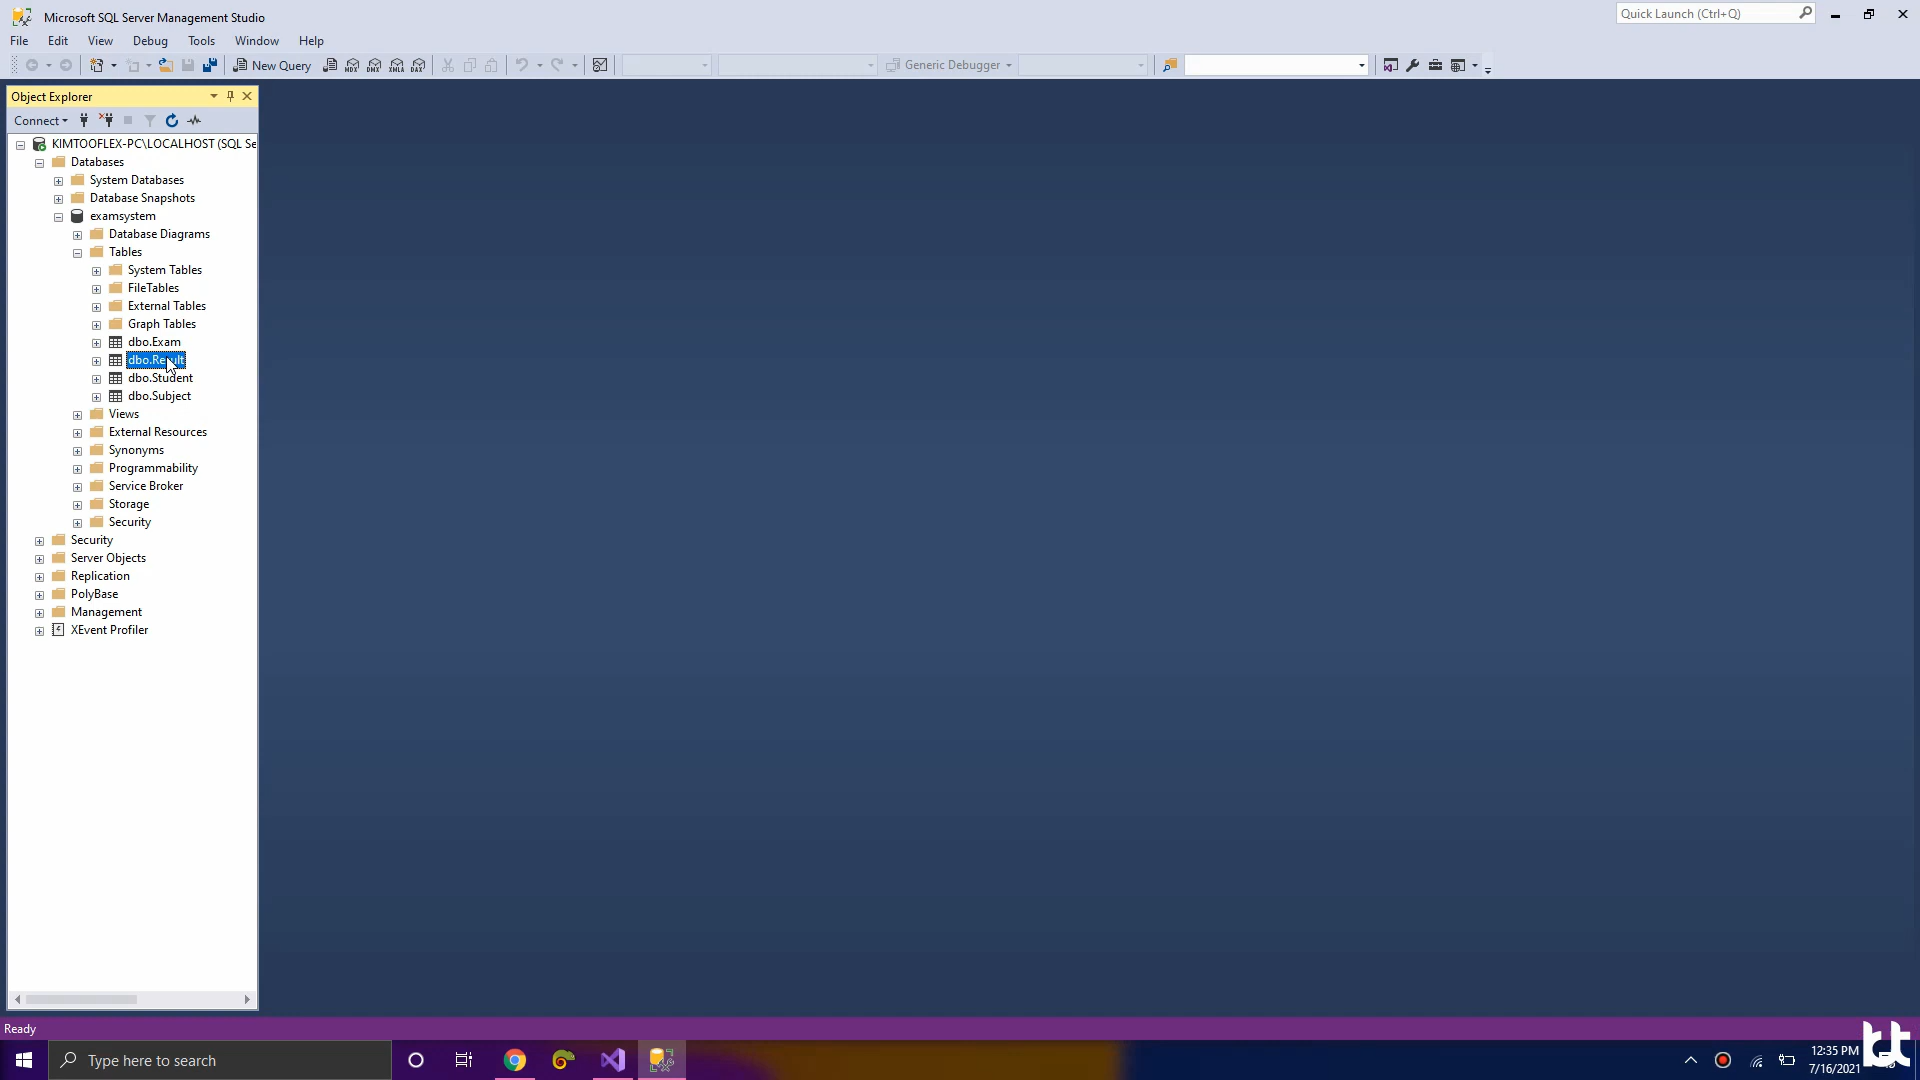 Microsoft SQL Server Management Studio
Quick Launch (Ctrl+Q)
File Edit View Debug Tools Window Help
New Query
MDX DMX XMLA DAX
Generic Debugger
Object Explorer
Connect
KIMTOOFLEX-PC\LOCALHOST (SQL Se
Databases
System Databases
Database Snapshots
examsystem
Database Diagrams
Tables
System Tables
FileTables
External Tables
Graph Tables
dbo.Exam
dbo.Result
dbo.Student
dbo.Subject
Views
External Resources
Synonyms
Programmability
Service Broker
Storage
Security
Security
Server Objects
Replication
PolyBase
Management
XEvent Profiler
Ready
Type here to search
12:35 PM
7/16/2021